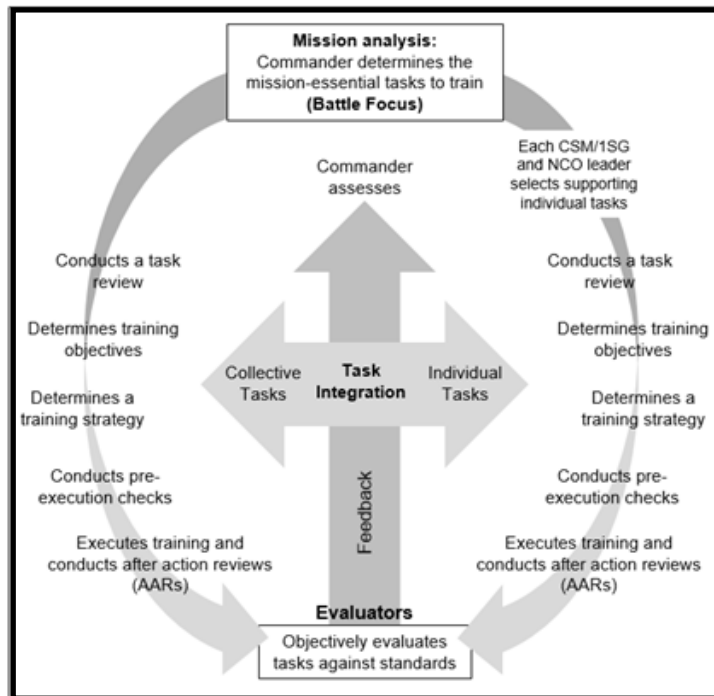 Mission analysis:
Commander determines the
mission-essential tasks to train
(Battle Focus)
Each CSM/1SG
and NCO leader
selects supporting
individual tasks
Commander
assesses
Conducts a task
review
Determines training
objectives
Determines a
training strategy
Conducts pre-
execution checks
Executes training and
conducts after action reviews
(AARs)
Collective
Tasks
Task
Integration
Individual
Tasks
Feedback
Conducts a task
review
Determines training
objectives
Determines a
training strategy
Conducts pre-
execution checks
Executes training and
conducts after action reviews
(AARs)
Evaluators
Objectively evaluates
tasks against standards